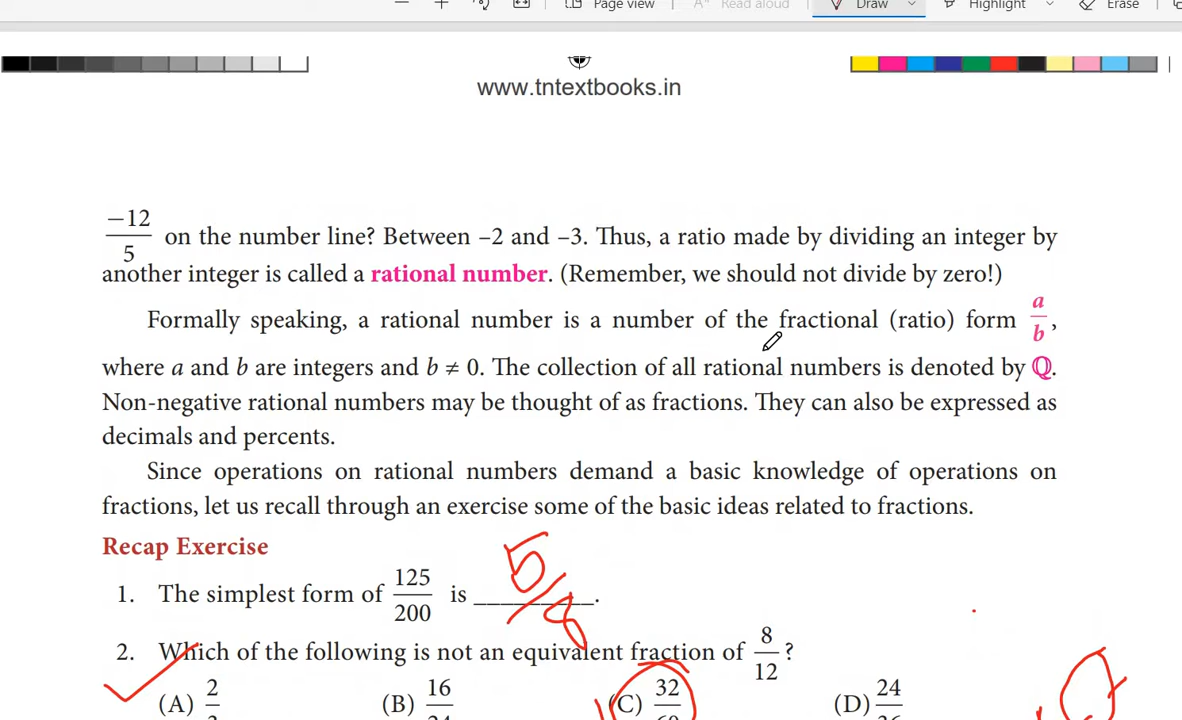 Page view
Read aloud
Draw
Highlight
Erase
www.tntextbooks.in
−12/5 on the number line? Between –2 and –3. Thus, a ratio made by dividing an integer by
another integer is called a rational number. (Remember, we should not divide by zero!)
Formally speaking, a rational number is a number of the fractional (ratio) form a/b,
where a and b are integers and b ≠ 0. The collection of all rational numbers is denoted by ℚ.
Non-negative rational numbers may be thought of as fractions. They can also be expressed as
decimals and percents.
Since operations on rational numbers demand a basic knowledge of operations on
fractions, let us recall through an exercise some of the basic ideas related to fractions.
Recap Exercise
1. The simplest form of 125/200 is 5/8.
2. Which of the following is not an equivalent fraction of 8/12?
(A) 2 (B) 16 (C) 32 (D) 24